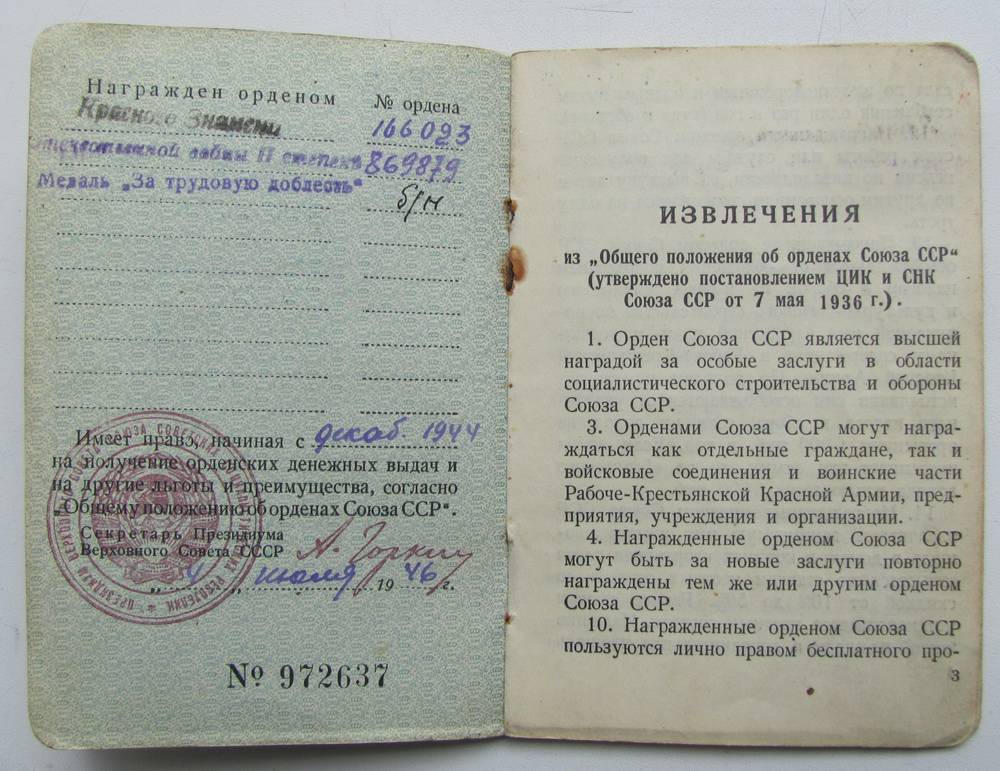 Награжден орденом № ордена
Красного Знамени 166023
Отечественной войны II степени 869879
Медаль „За трудовую доблесть“ б/н
Имеет право, начиная с декаб. 1944
на получение орденских денежных выдач и
на другие льготы и преимущества, согласно
„Общему положению об орденах Союза ССР“.
Секретарь Президиума
Верховного Совета СССР А. Горкин
„4„ июля 1946 г.
№ 972637
ИЗВЛЕЧЕНИЯ
из „Общего положения об орденах Союза ССР“
(утверждено постановлением ЦИК и СНК
Союза ССР от 7 мая 1936 г.).
1. Орден Союза ССР является высшей
наградой за особые заслуги в области
социалистического строительства и обороны
Союза ССР.
3. Орденами Союза ССР могут награ-
ждаться как отдельные граждане, так и
войсковые соединения и воинские части
Рабоче-Крестьянской Красной Армии, пред-
приятия, учреждения и организации.
4. Награжденные орденом Союза ССР
могут быть за новые заслуги повторно
награждены тем же или другим орденом
Союза ССР.
10. Награжденные орденом Союза ССР
пользуются лично правом бесплатного про-
3